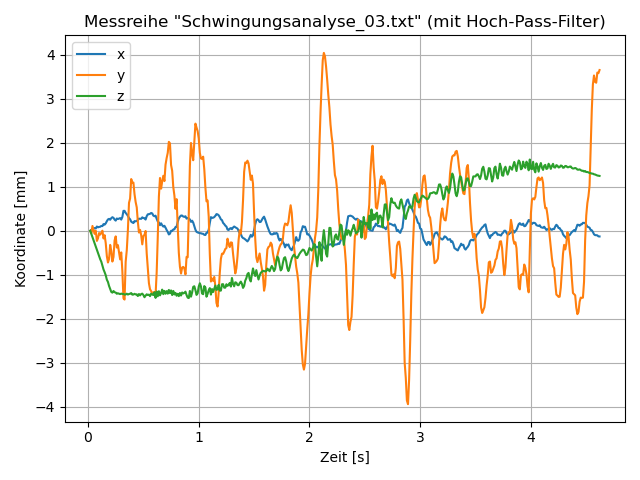 Messreihe "Schwingungsanalyse_03.txt" (mit Hoch-Pass-Filter)
x
y
z
Koordinate [mm]
4
3
2
1
0
−1
−2
−3
−4
0 1 2 3 4
Zeit [s]